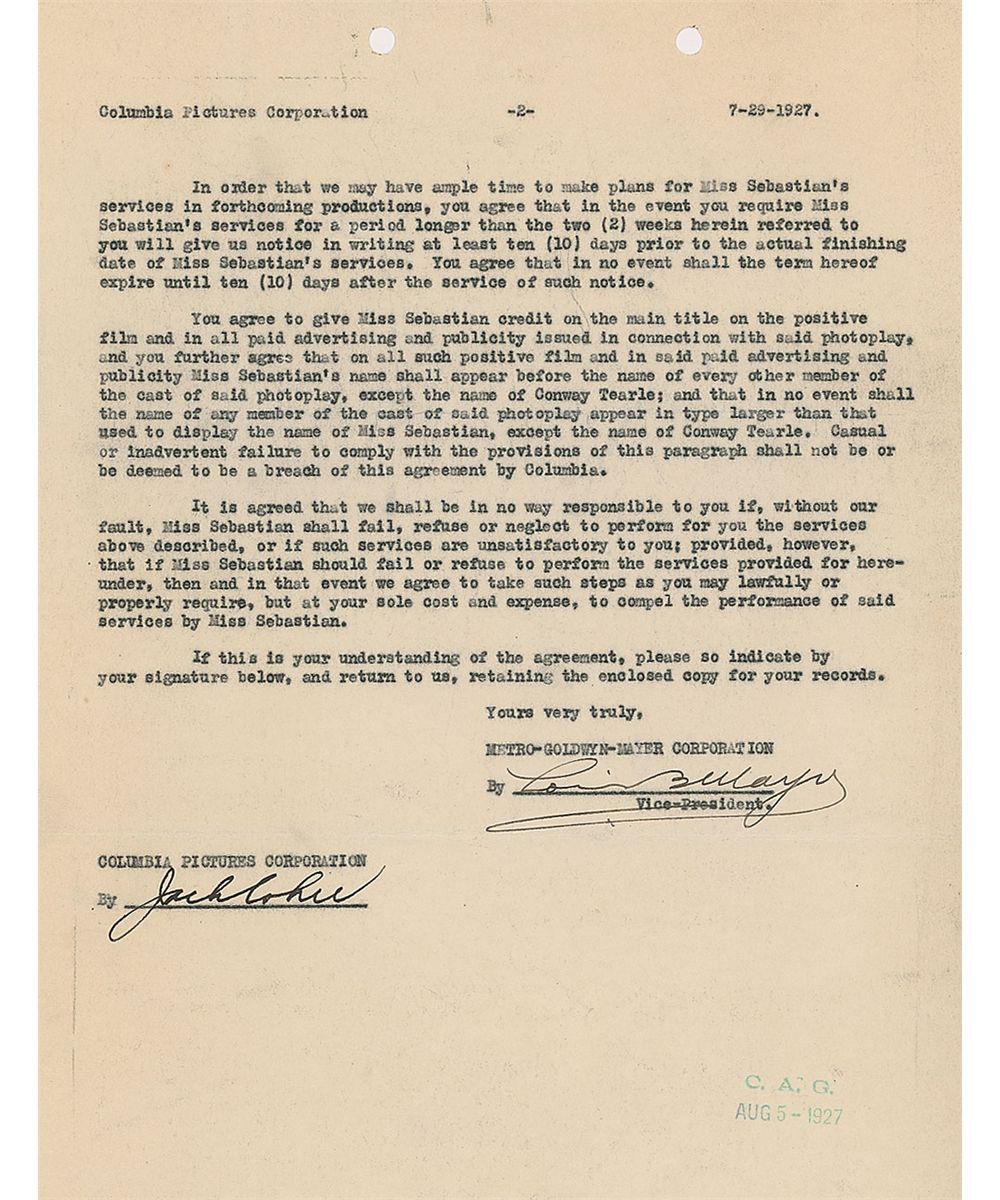 Columbia Pictures Corporation -2- 7-29-1927.
In order that we may have ample time to make plans for Miss Sebastian's
services in forthcoming productions, you agree that in the event you require Miss
Sebastian's services for a period longer than the two (2) weeks herein referred to
you will give us notice in writing at least ten (10) days prior to the actual finishing
date of Miss Sebastian's services. You agree that in no event shall the term hereof
expire until ten (10) days after the service of such notice.
You agree to give Miss Sebastian credit on the main title on the positive
film and in all paid advertising and publicity issued in connection with said photoplay,
and you further agree that on all such positive film and in said paid advertising and
publicity Miss Sebastian's name shall appear before the name of every other member of
the cast of said photoplay, except the name of Conway Tearle; and that in no event shall
the name of any member of the cast of said photoplay appear in type larger than that
used to display the name of Miss Sebastian, except the name of Conway Tearle. Casual
or inadvertent failure to comply with the provisions of this paragraph shall not be or
be deemed to be a breach of this agreement by Columbia.
It is agreed that we shall be in no way responsible to you if, without our
fault, Miss Sebastian shall fail, refuse or neglect to perform for you the services
above described, or if such services are unsatisfactory to you; provided, however,
that if Miss Sebastian should fail or refuse to perform the services provided for here-
under, then and in that event we agree to take such steps as you may lawfully or
properly require, but at your sole cost and expense, to compel the performance of said
services by Miss Sebastian.
If this is your understanding of the agreement, please so indicate by
your signature below, and return to us, retaining the enclosed copy for your records.
Yours very truly,
METRO-GOLDWYN-MAYER CORPORATION
By Louis B Mayer
Vice-President.
COLUMBIA PICTURES CORPORATION
By Jack Cohn
C. A. G.
AUG 5-1927